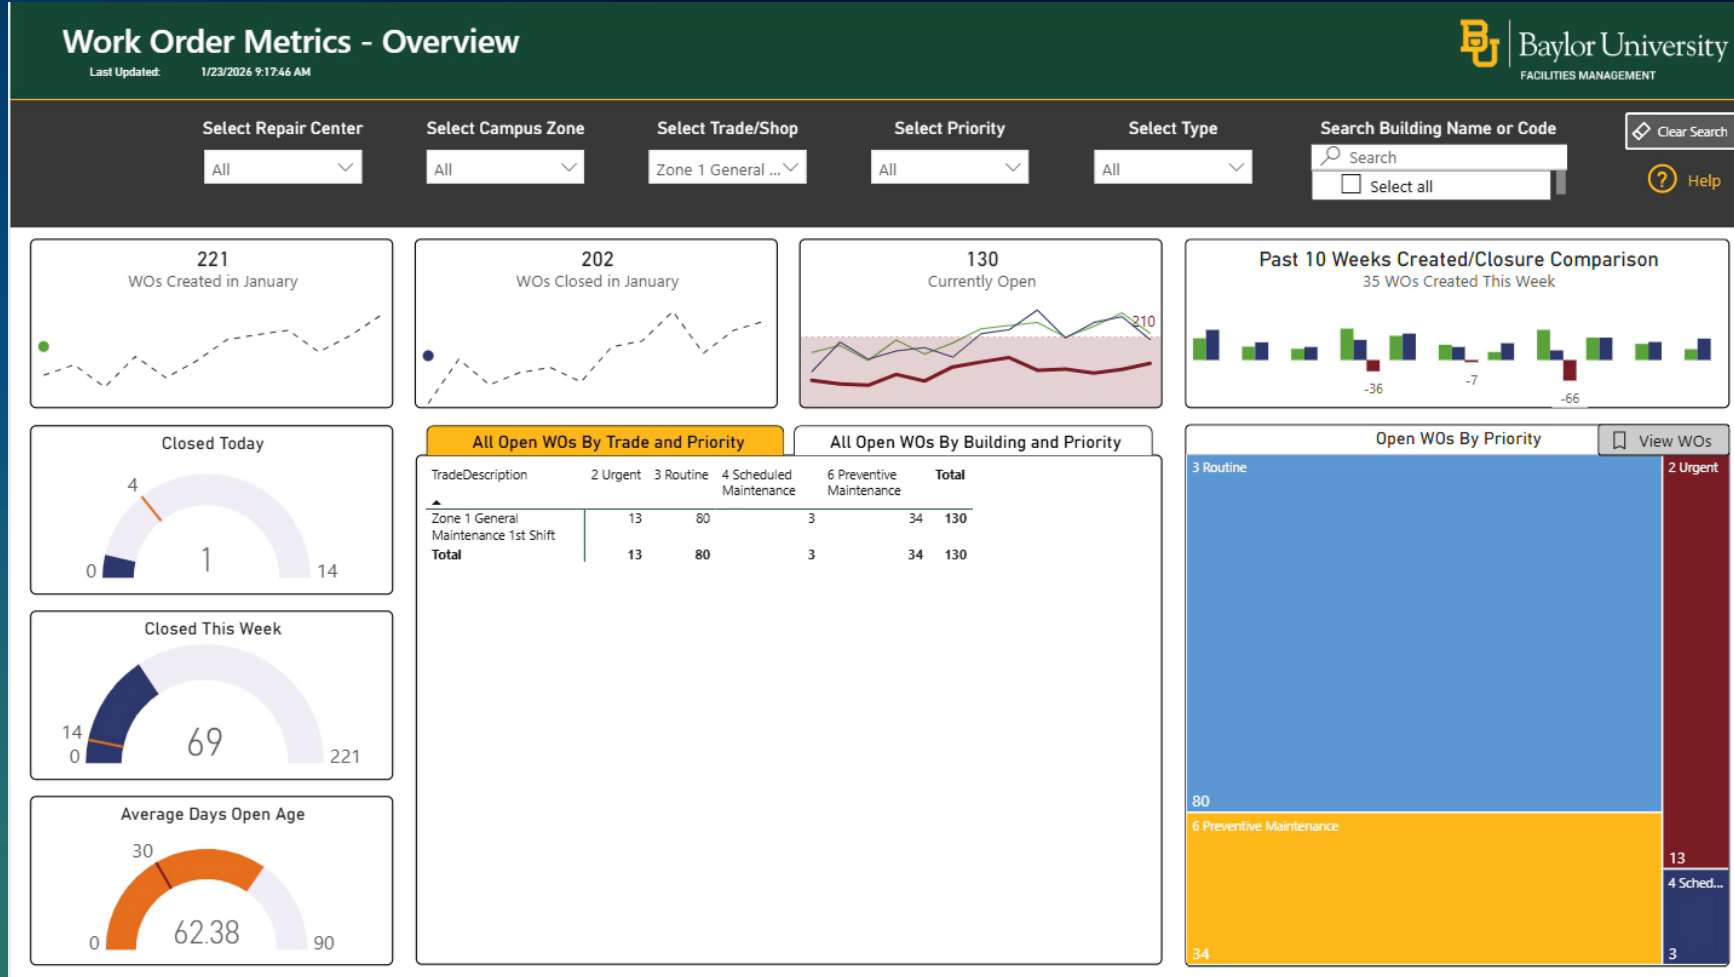 Work Order Metrics - Overview
Last Updated: 1/23/2026 9:17:46 AM
BU
Baylor University
FACILITIES MANAGEMENT
Select Repair Center
All
Select Campus Zone
All
Select Trade/Shop
Zone 1 General ...
Select Priority
All
Select Type
All
Search Building Name or Code
Search
Select all
Clear Search
? Help
221
WOs Created in January
202
WOs Closed in January
130
Currently Open
210
Past 10 Weeks Created/Closure Comparison
35 WOs Created This Week
-36
-7
-66
Closed Today
4
0
1
14
Closed This Week
14
0
69
221
Average Days Open Age
30
0
62.38
90
All Open WOs By Trade and Priority
All Open WOs By Building and Priority
TradeDescription 2 Urgent 3 Routine 4 Scheduled Maintenance 6 Preventive Maintenance Total
Zone 1 General Maintenance 1st Shift 13 80 3 34 130
Total 13 80 3 34 130
Open WOs By Priority
View WOs
3 Routine
80
2 Urgent
13
6 Preventive Maintenance
34
4 Sched...
3